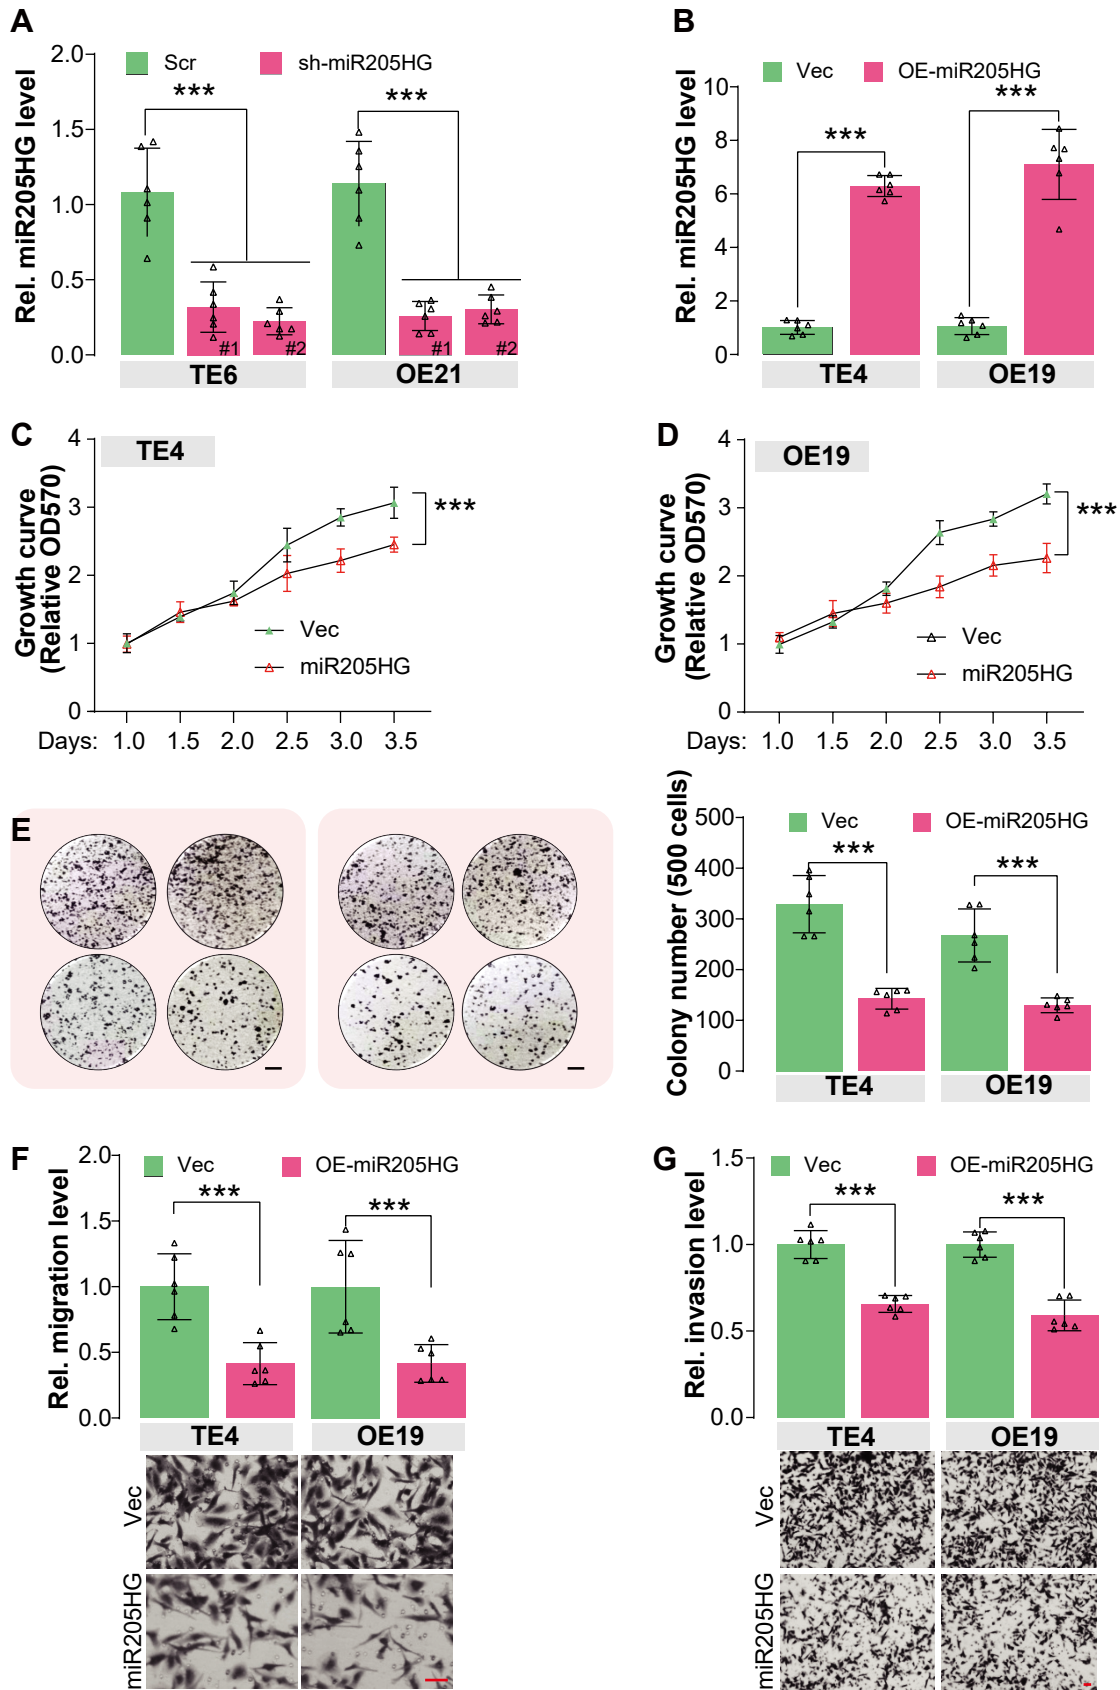 A
Rel. miR205HG level
2.0
1.5
1.0
0.5
0.0
Scr
sh-miR205HG
***
***
#1
#2
#1
#2
TE6
OE21
B
Rel. miR205HG level
10
8
6
4
2
0
Vec
OE-miR205HG
***
***
TE4
OE19
C
TE4
Growth curve
(Relative OD570)
4
3
2
1
0
***
Vec
miR205HG
Days: 1.0 1.5 2.0 2.5 3.0 3.5
D
OE19
Growth curve
(Relative OD570)
4
3
2
1
0
***
Vec
miR205HG
Days: 1.0 1.5 2.0 2.5 3.0 3.5
E
Colony number (500 cells)
500
400
300
200
100
0
Vec
OE-miR205HG
***
***
TE4
OE19
F
Rel. migration level
2.0
1.5
1.0
0.5
0.0
Vec
OE-miR205HG
***
***
TE4
OE19
Vec
miR205HG
G
Rel. invasion level
1.5
1.0
0.5
0.0
Vec
OE-miR205HG
***
***
TE4
OE19
Vec
miR205HG